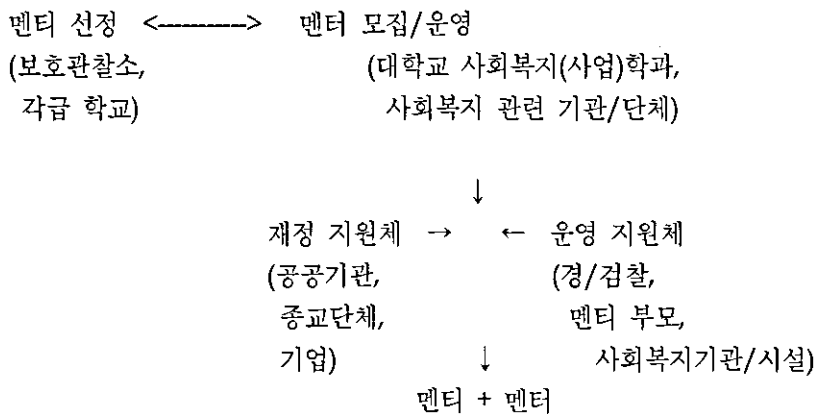 멘티 선정 <---------> 멘터 모집/운영
(보호관찰소, (대학교 사회복지(사업)학과,
각급 학교) 사회복지 관련 기관/단체)
↓
재정 지원체 → ← 운영 지원체
(공공기관, (경/검찰,
종교단체, 멘티 부모,
기업) ↓ 사회복지기관/시설)
멘티 + 멘터